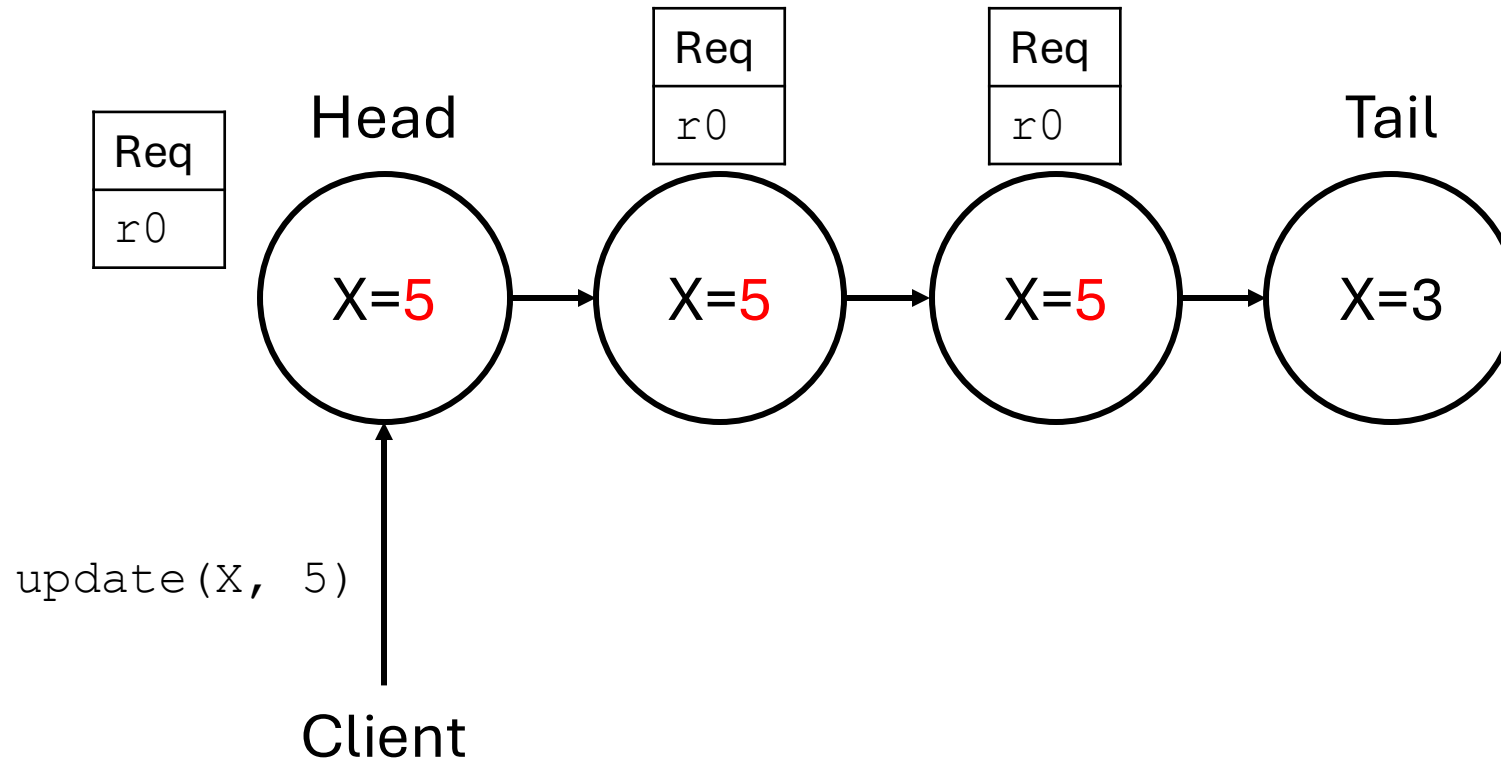 Req
r0
Head
Req
r0
Req
r0
Tail
X=5
X=5
X=5
X=3
update(X, 5)
Client